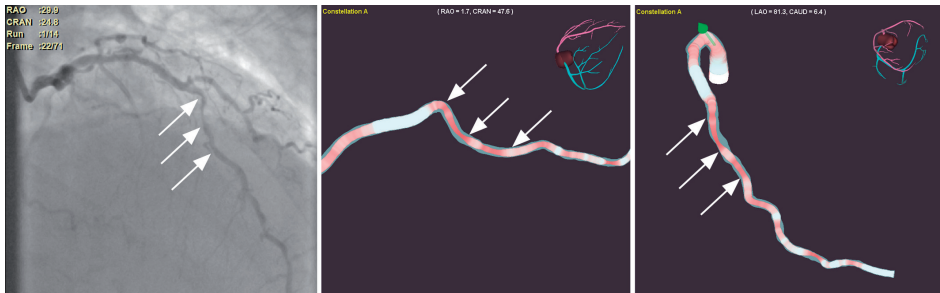 RAO :29.9
CRAN :24.8
Run :1/14
Frame :22/71
Constellation A
( RAO = 1.7, CRAN = 47.6 )
Constellation A
( LAO = 81.3, CAUD = 6.4 )